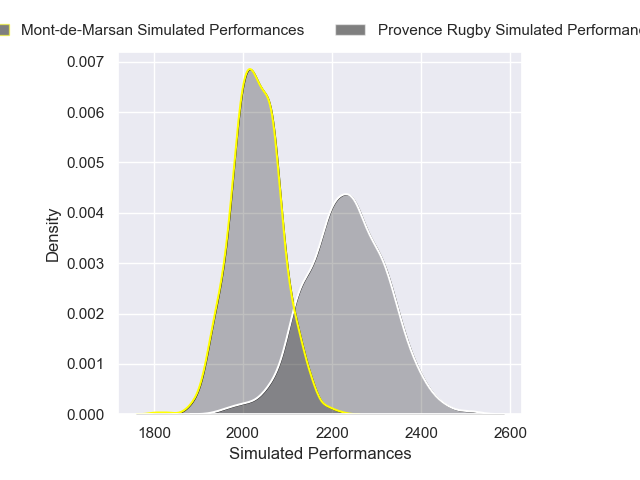 Mont-de-Marsan Simulated Performances
Provence Rugby Simulated
0.007
0.006
0.005
0.004
0.003
0.002
0.001
0.000
Density
1800 2000 2200 2400 2600
Simulated Performances